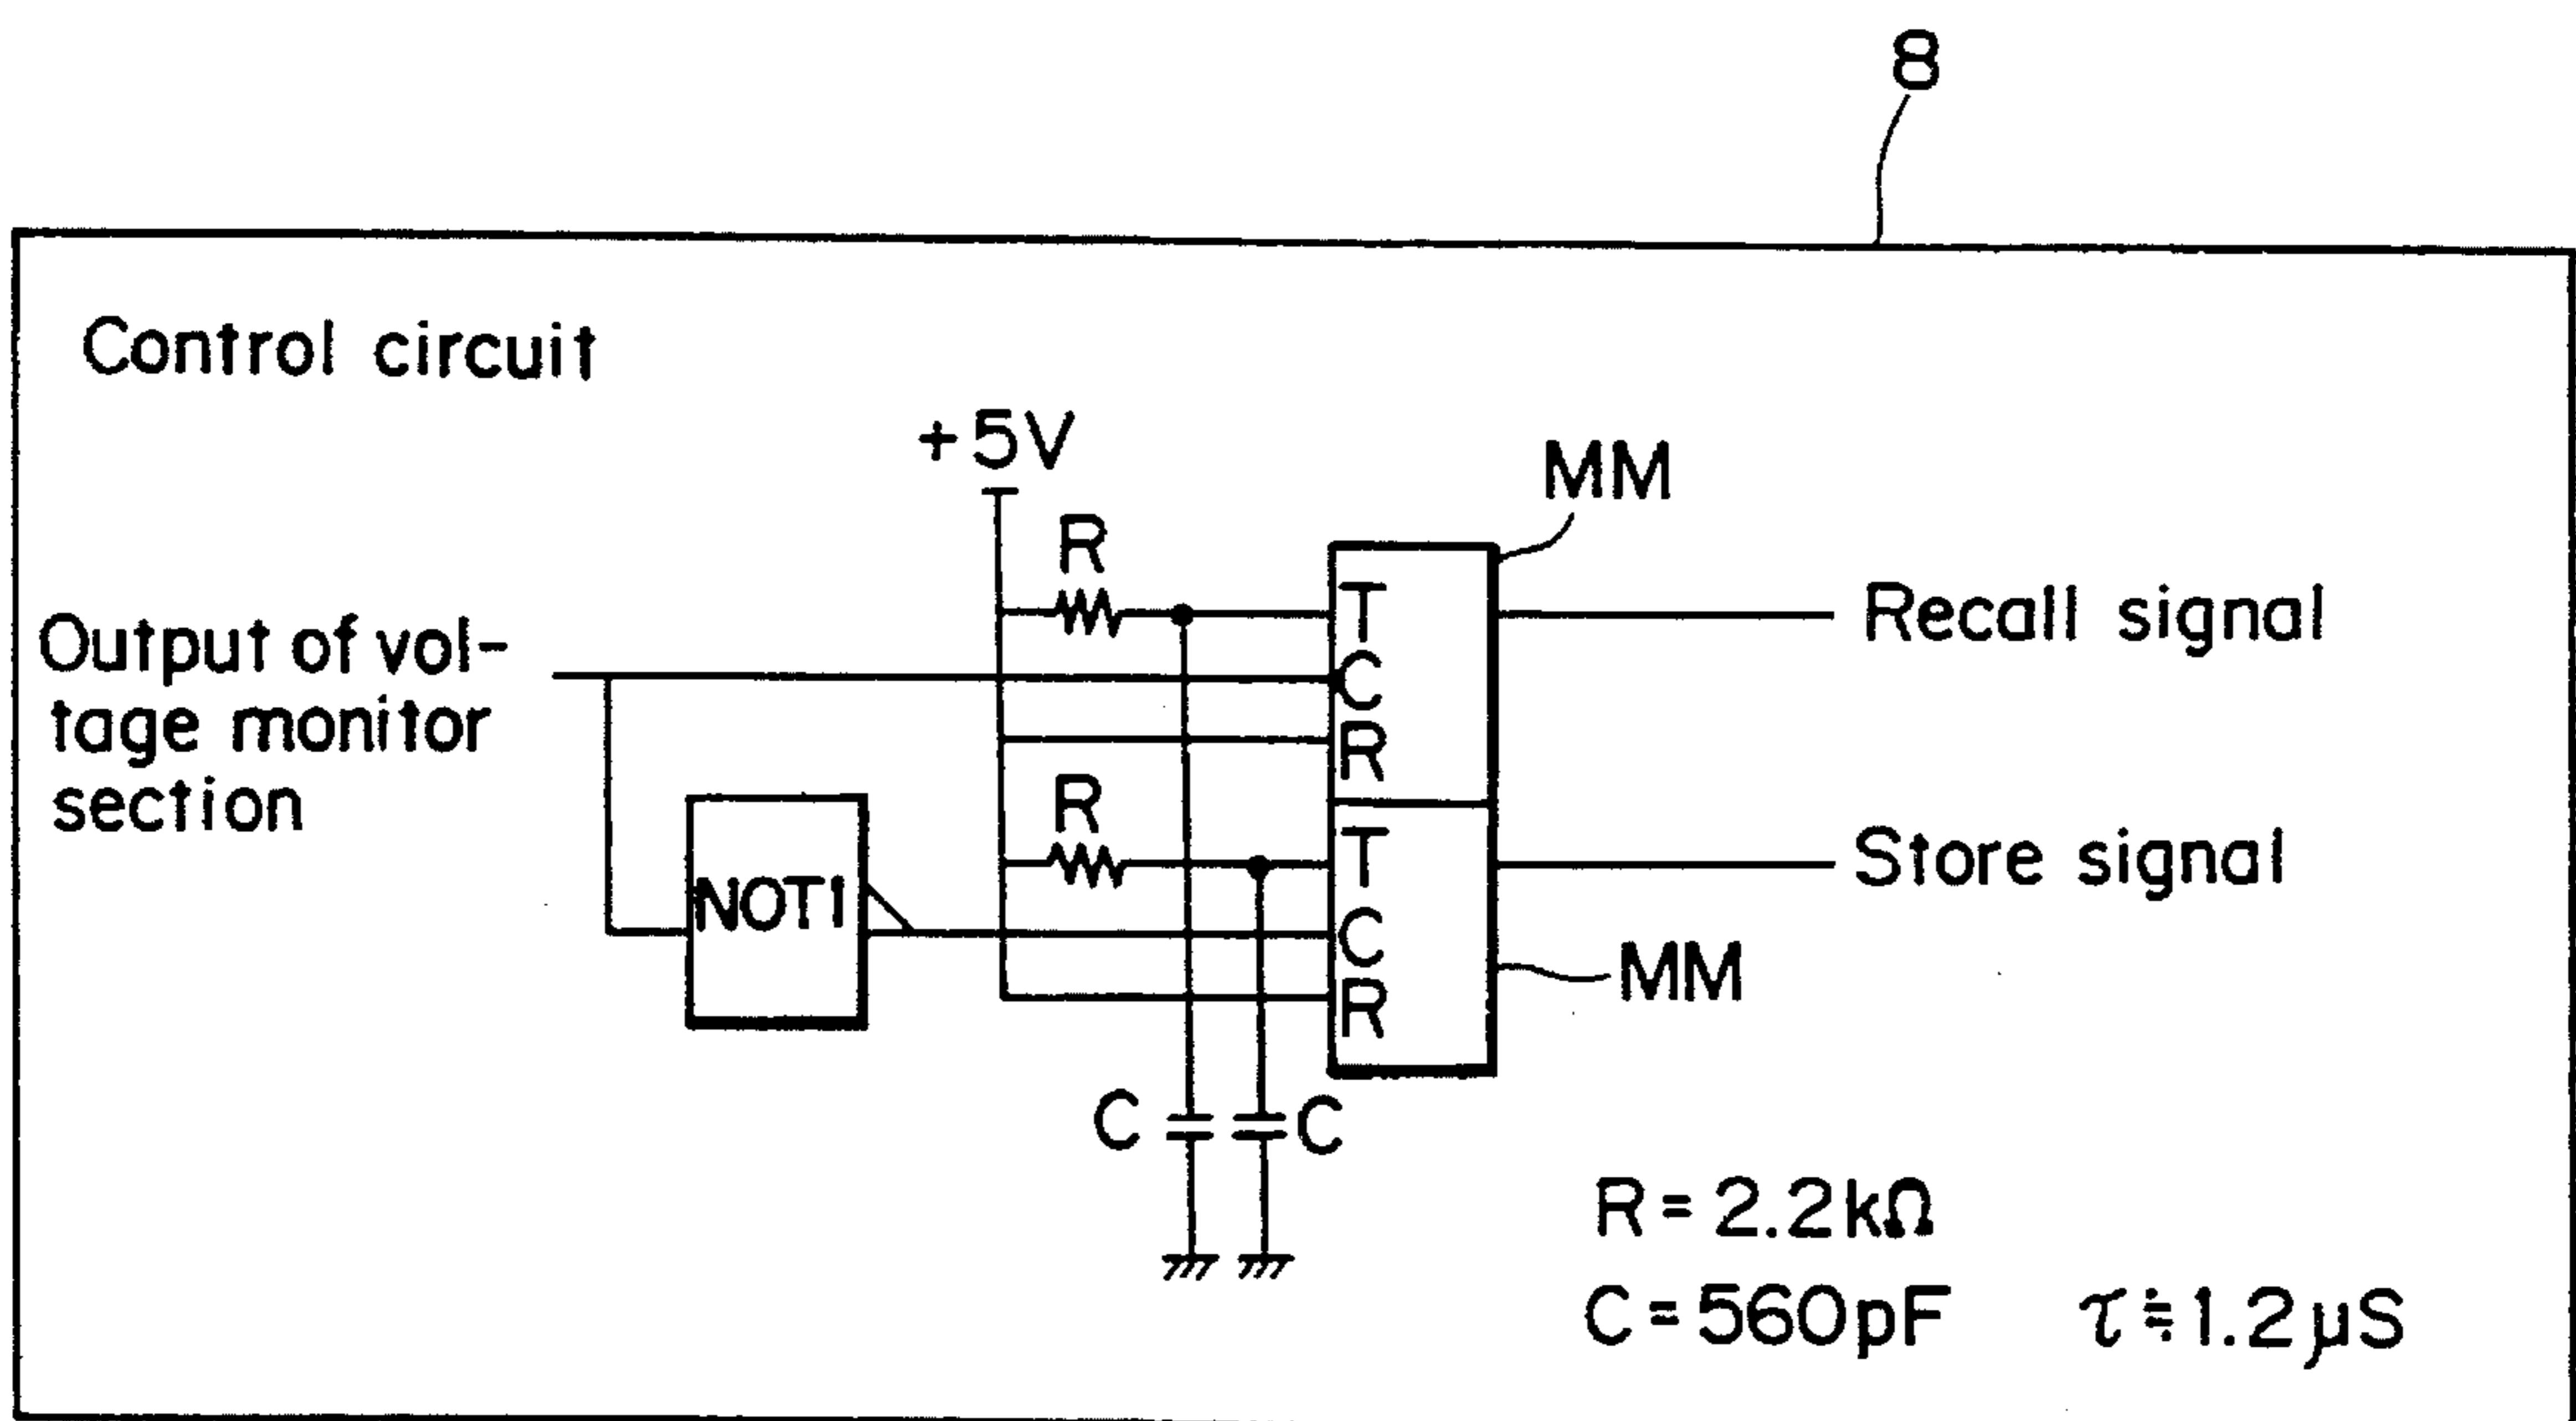 8
Control circuit
+5V
MM
R
T
Recall signal
Output of vol-
tage monitor
section
C
R
R
T
Store signal
NOT1
C
MM
R
C
C
R = 2.2kΩ
C = 560pF
τ≒1.2μS